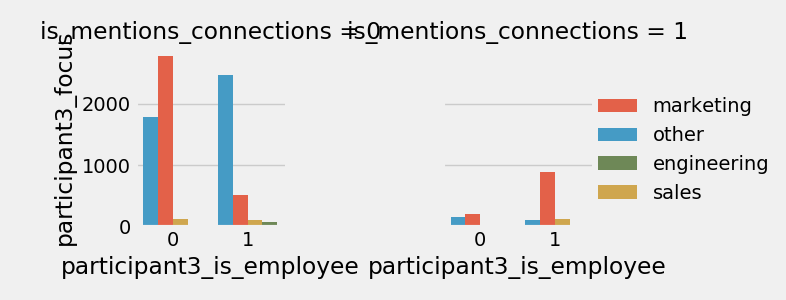 is_mentions_connections = 0
is_mentions_connections = 1
participant3_focus
2000
1000
0
0 1
0 1
participant3_is_employee
participant3_is_employee
marketing
other
engineering
sales